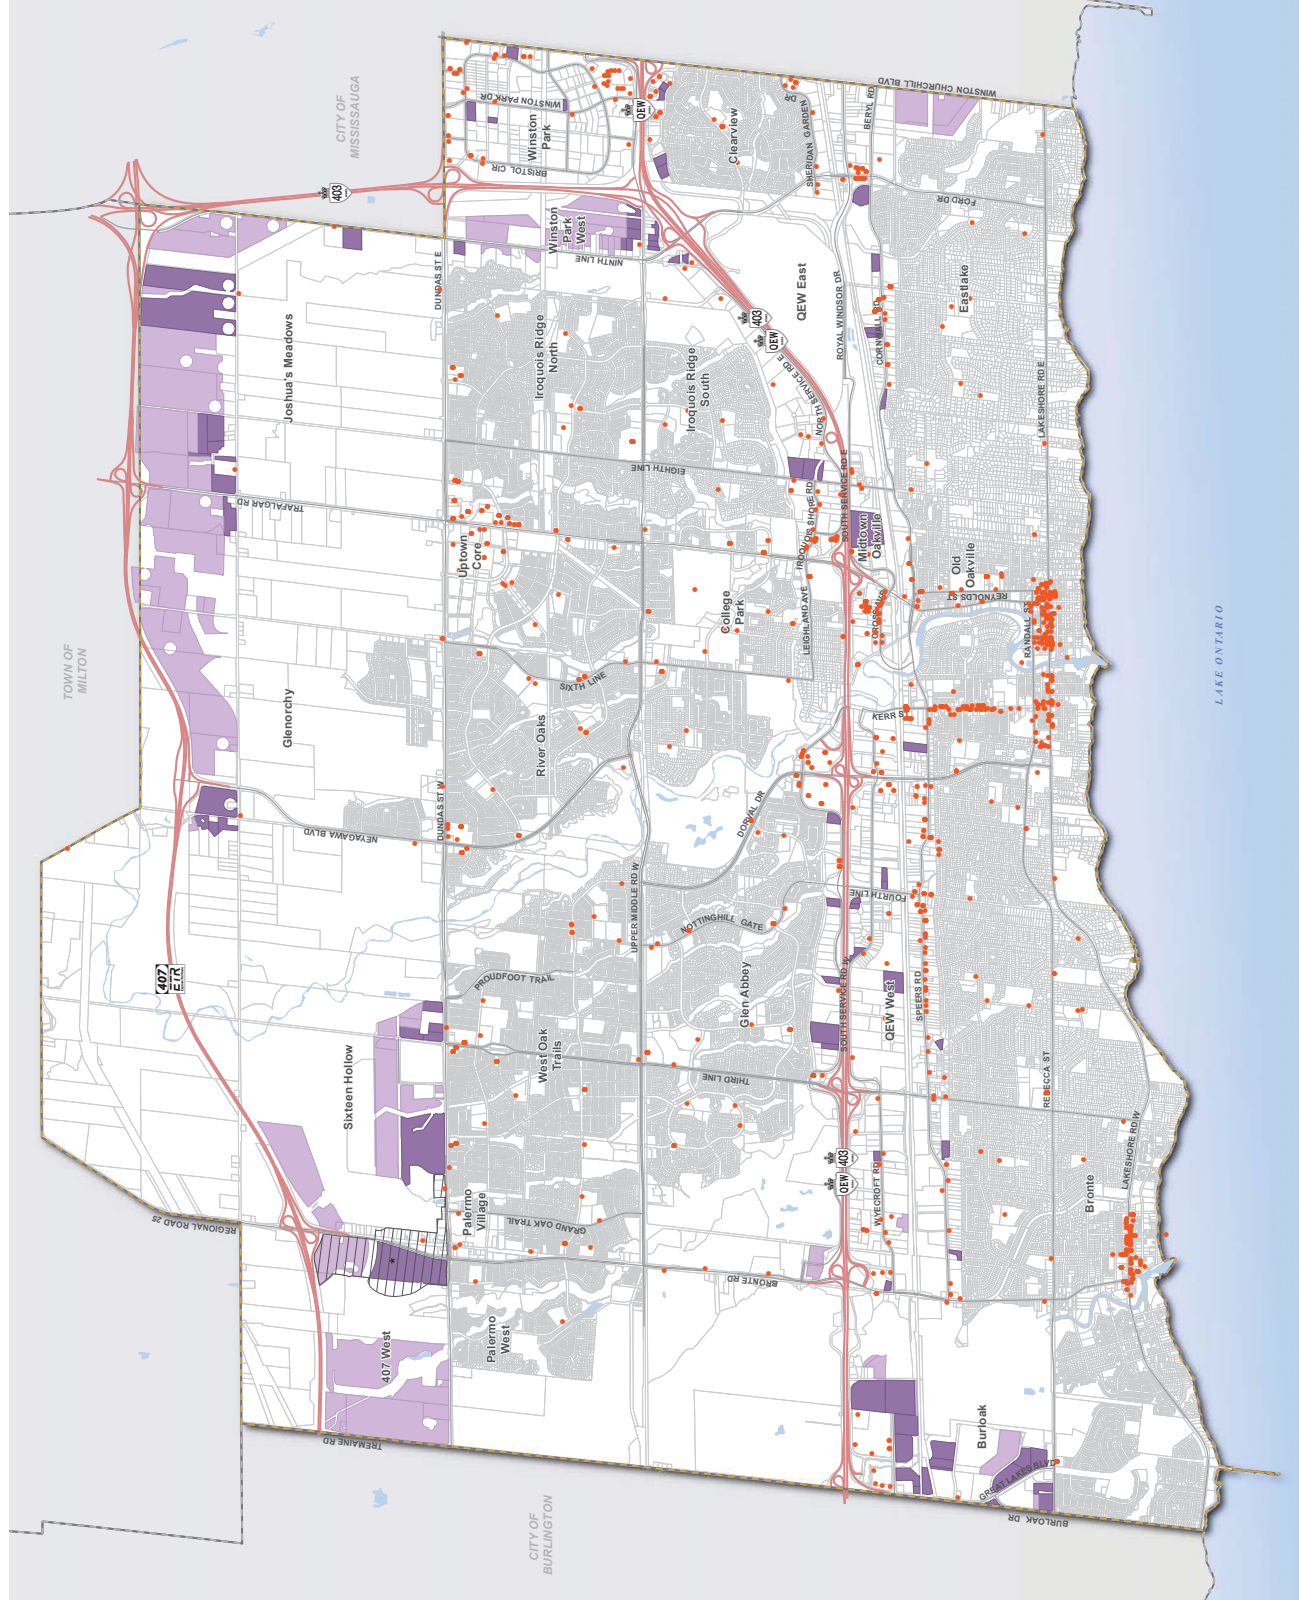 CITY OF
MISSISSAUGA
TOWN OF
MILTON
CITY OF
BURLINGTON
LAKE ONTARIO
WINSTON CHURCHILL BLVD
WINSTON PARK DR
Winston
Park
BRISTOL CIR
QEW
403
Clearview
SHERIDAN GARDEN
DR
BERYL RD
FORD DR
Winston
Park
West
NINTH LINE
DUNDAS ST E
Joshua's Meadows
Iroquois Ridge
North
Iroquois Ridge
South
403
QEW
QEW East
ROYAL WINDSOR DR
CORNWALL RD
Eastlake
LAKESHORE RD E
NORTH SERVICE RD E
EIGHTH LINE
TRAFALGAR RD
Uptown
Core
IROQUOIS SHORE RD
SOUTH SERVICE RD E
Midtown
Oakville
CROSS AVE
LEIGHLAND AVE
College
Park
Old
Oakville
REYNOLDS ST
RANDALL ST
SIXTH LINE
Glenorchy
River Oaks
KERR ST
NEYAGAWA BLVD
DUNDAS ST W
DORVAL DR
UPPER MIDDLE RD W
NOTTINGHILL GATE
FOURTH LINE
407
ETR
PROUDFOOT TRAIL
Glen Abbey
SOUTH SERVICE RD W
QEW West
SPEERS RD
Sixteen Hollow
West Oak
Trails
THIRD LINE
REBECCA ST
QEW
403
WYECROFT RD
LAKESHORE RD W
Bronte
REGIONAL ROAD 25
Palermo
Village
GRAND OAK TRAIL
*
BRONTE RD
407 West
Palermo
West
TREMAINE RD
Burloak
GREAT LAKES BLVD
BURLOAK DR